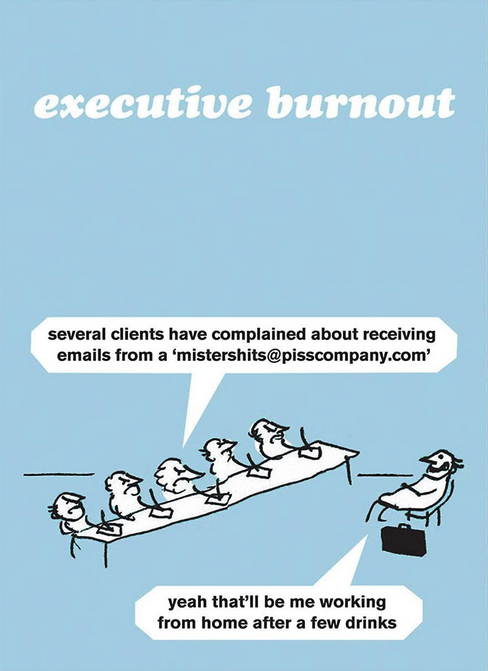 executive burnout
several clients have complained about receiving
emails from a ‘mistershits@pisscompany.com’
yeah that’ll be me working
from home after a few drinks